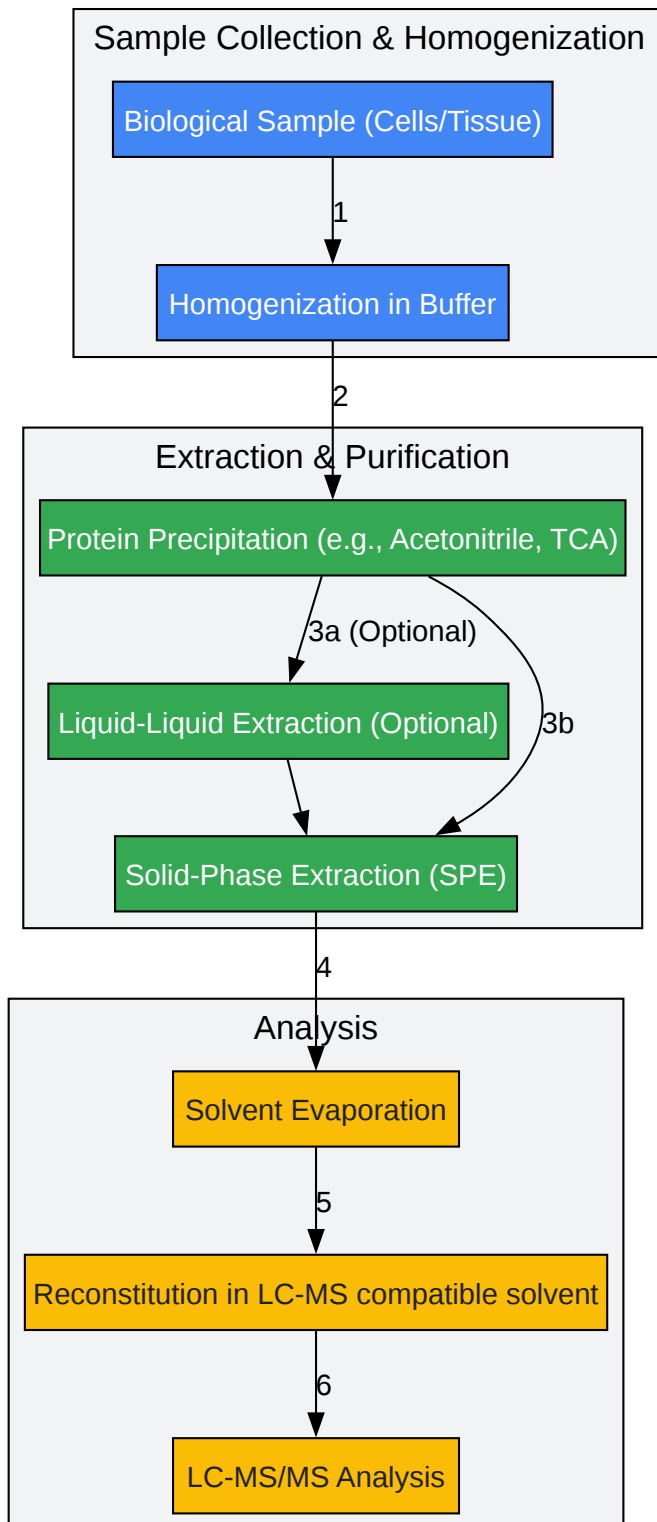 Sample Collection & Homogenization
Biological Sample (Cells/Tissue)
1
Homogenization in Buffer
2
Extraction & Purification
Protein Precipitation (e.g., Acetonitrile, TCA)
3a (Optional)
Liquid-Liquid Extraction (Optional)
3b
Solid-Phase Extraction (SPE)
4
Analysis
Solvent Evaporation
5
Reconstitution in LC-MS compatible solvent
6
LC-MS/MS Analysis